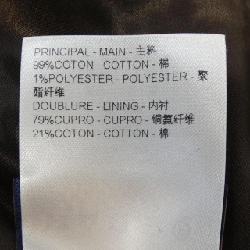 PRINCIPAL - MAIN - 主料
99%COTON - COTTON - 棉
1%POLYESTER - POLYESTER - 聚
酯纤维
DOUBLURE - LINING - 内衬
79%CUPRO - CUPRO - 铜氨纤维
21%COTON - COTTON - 棉